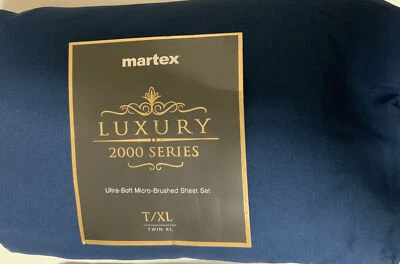 martex
LUXURY
2000 SERIES
Ultra-Soft Micro-Brushed Sheet Set
T/XL
TWIN XL